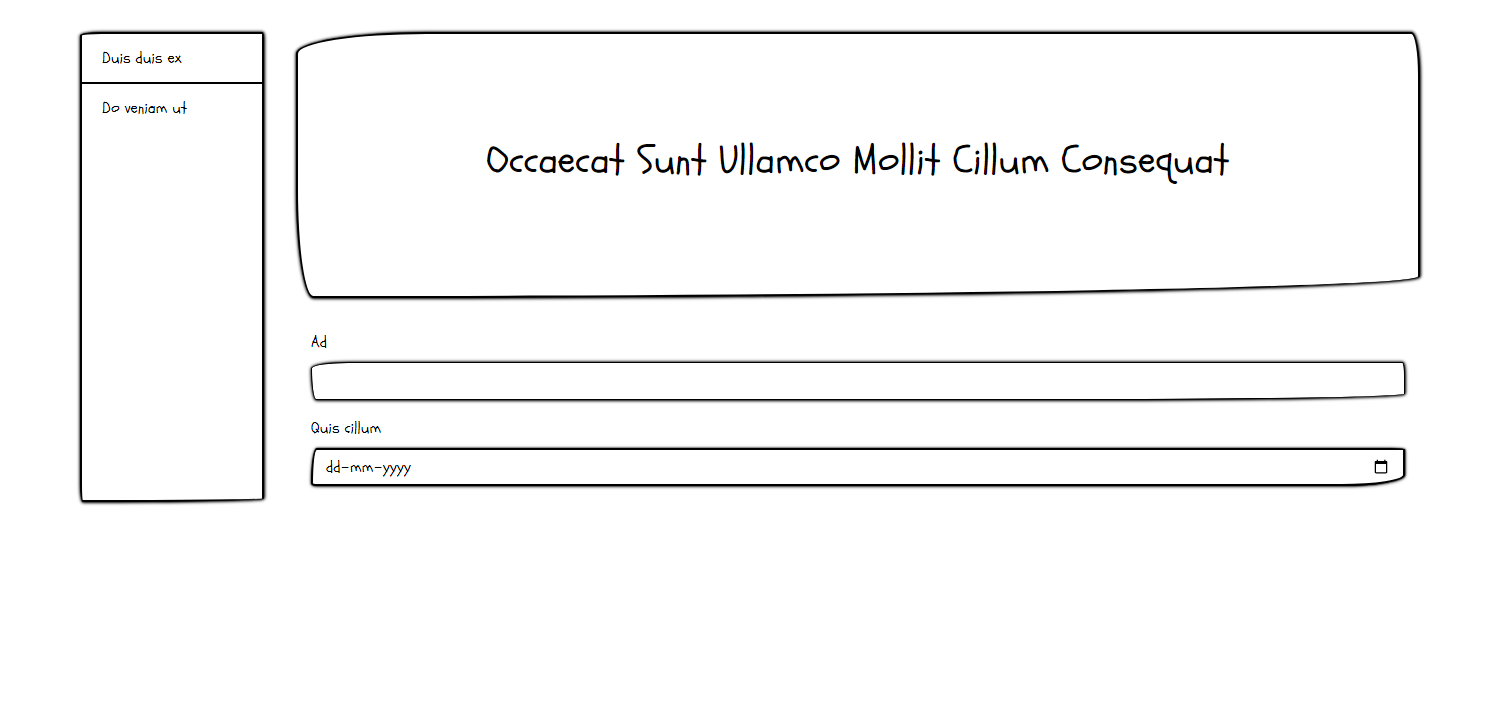 Duis duis ex
Do veniam ut
Occaecat Sunt Ullamco Mollit Cillum Consequat
Ad
Quis cillum
dd-mm-yyyy